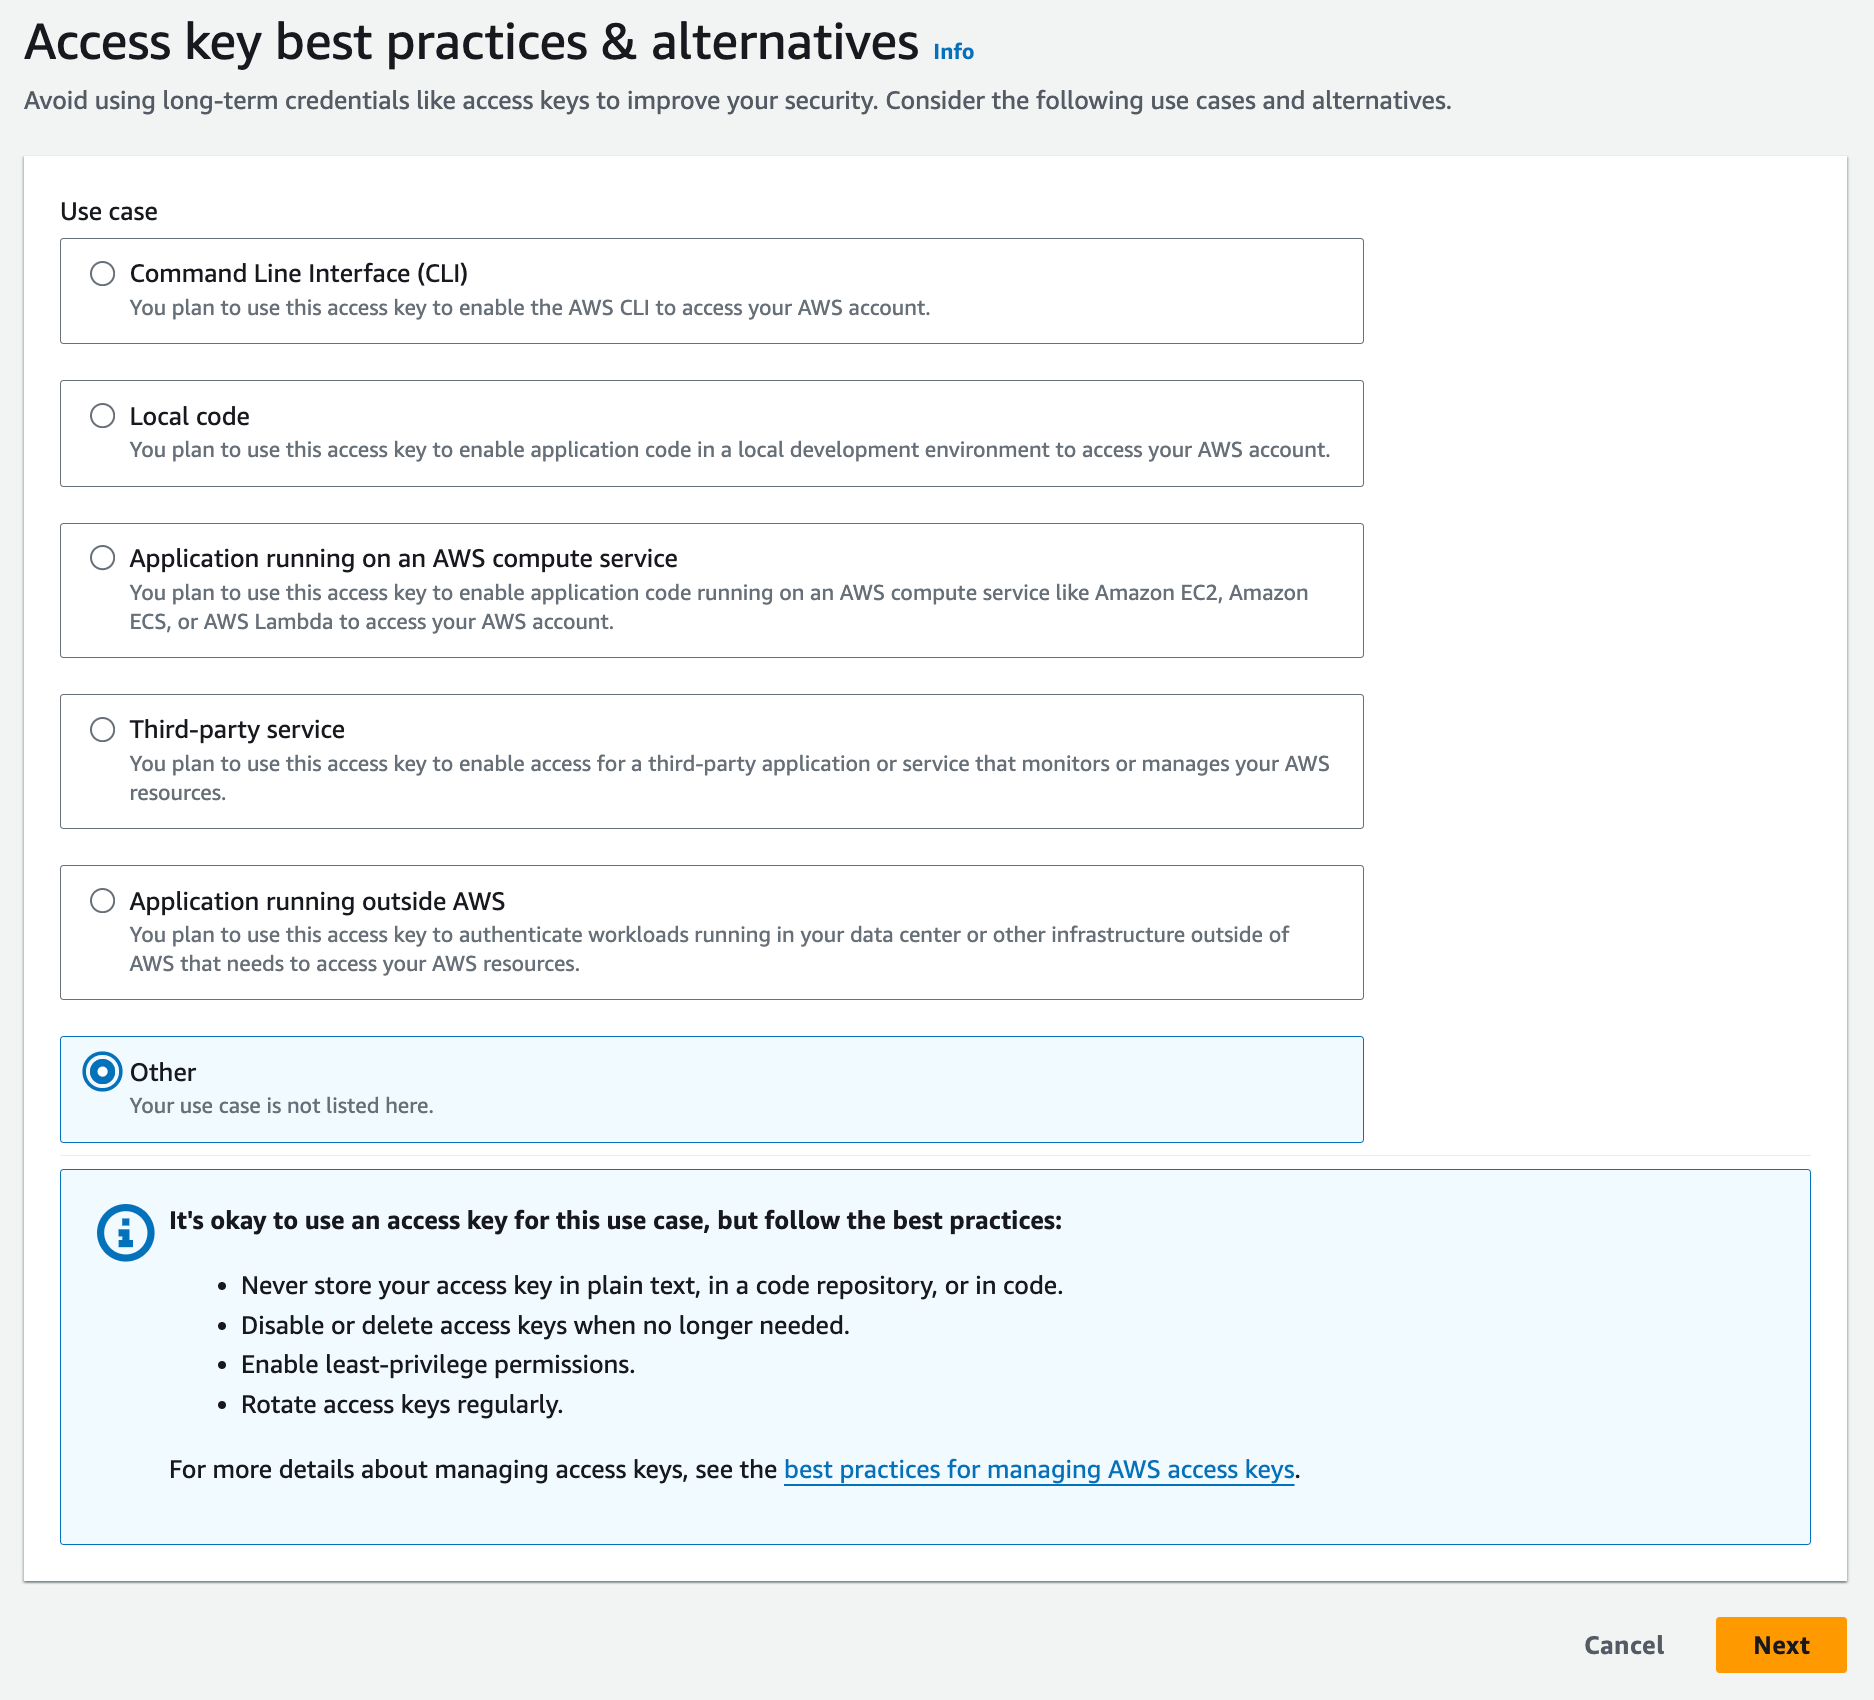 Access key best practices & alternatives Info
Avoid using long-term credentials like access keys to improve your security. Consider the following use cases and alternatives.
Use case
Command Line Interface (CLI)
You plan to use this access key to enable the AWS CLI to access your AWS account.
Local code
You plan to use this access key to enable application code in a local development environment to access your AWS account.
Application running on an AWS compute service
You plan to use this access key to enable application code running on an AWS compute service like Amazon EC2, Amazon
ECS, or AWS Lambda to access your AWS account.
Third-party service
You plan to use this access key to enable access for a third-party application or service that monitors or manages your AWS
resources.
Application running outside AWS
You plan to use this access key to authenticate workloads running in your data center or other infrastructure outside of
AWS that needs to access your AWS resources.
Other
Your use case is not listed here.
It's okay to use an access key for this use case, but follow the best practices:
• Never store your access key in plain text, in a code repository, or in code.
• Disable or delete access keys when no longer needed.
• Enable least-privilege permissions.
• Rotate access keys regularly.
For more details about managing access keys, see the best practices for managing AWS access keys.
Cancel Next